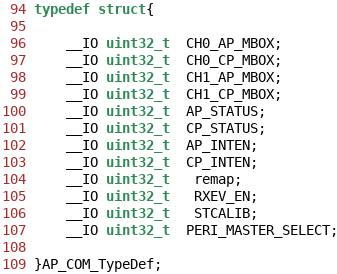 94 typedef struct{
95
96     __IO uint32_t  CH0_AP_MBOX;
97     __IO uint32_t  CH0_CP_MBOX;
98     __IO uint32_t  CH1_AP_MBOX;
99     __IO uint32_t  CH1_CP_MBOX;
100     __IO uint32_t  AP_STATUS;
101     __IO uint32_t  CP_STATUS;
102     __IO uint32_t  AP_INTEN;
103     __IO uint32_t  CP_INTEN;
104     __IO uint32_t   remap;
105     __IO uint32_t   RXEV_EN;
106     __IO uint32_t   STCALIB;
107     __IO uint32_t  PERI_MASTER_SELECT;
108
109 }AP_COM_TypeDef;